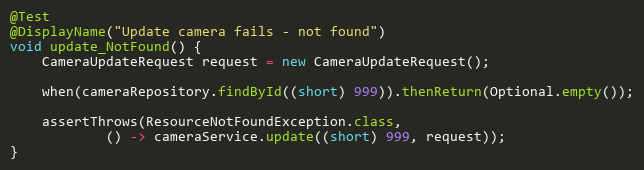 @Test
@DisplayName("Update camera fails - not found")
void update_NotFound() {
    CameraUpdateRequest request = new CameraUpdateRequest();

    when(cameraRepository.findById((short) 999)).thenReturn(Optional.empty());

    assertThrows(ResourceNotFoundException.class,
            () -> cameraService.update((short) 999, request));
}